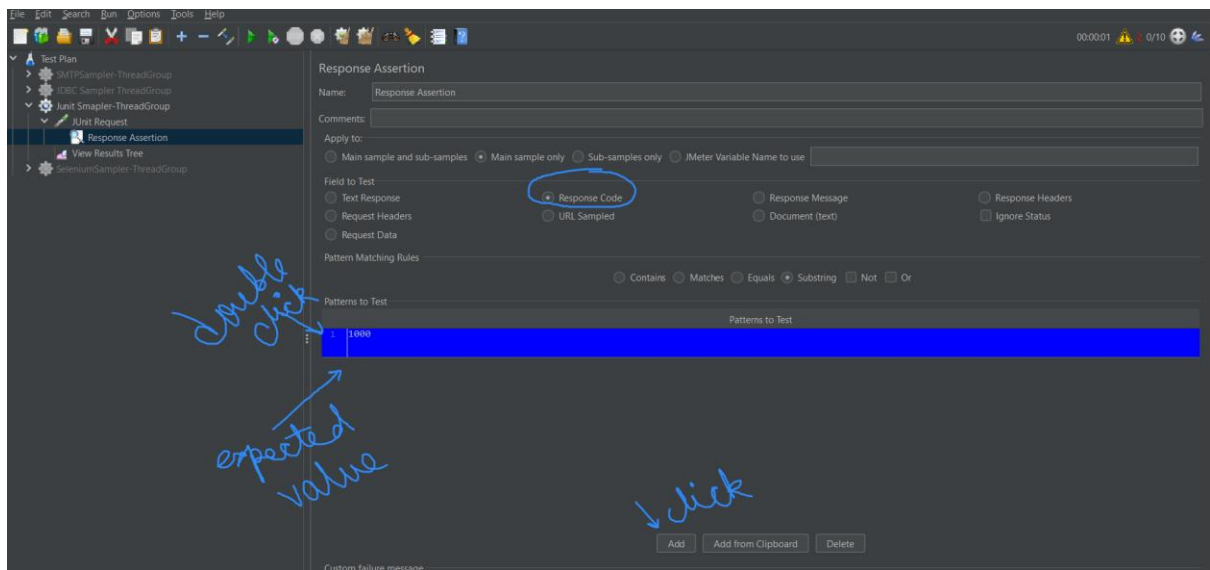 File Edit Search Run Options Tools Help
00:00:01 2 0/10
Test Plan
SMTPSampler-ThreadGroup
JDBC Sampler ThreadGroup
Junit Smapler-ThreadGroup
JUnit Request
Response Assertion
View Results Tree
SeleniumSampler-ThreadGroup
Response Assertion
Name: Response Assertion
Comments:
Apply to:
Main sample and sub-samples Main sample only Sub-samples only JMeter Variable Name to use
Field to Test
Text Response Response Code Response Message Response Headers
Request Headers URL Sampled Document (text) Ignore Status
Request Data
Pattern Matching Rules
Contains Matches Equals Substring Not Or
Patterns to Test
Patterns to Test
1 1000
double
click
expected
value
click
Add Add from Clipboard Delete
Custom failure message